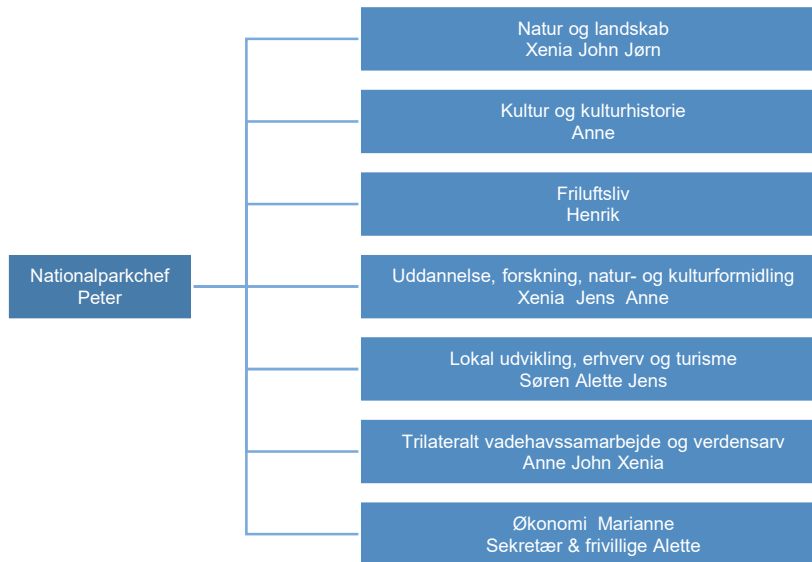 Natur og landskab
Xenia John Jørn
Kultur og kulturhistorie
Anne
Friluftsliv
Henrik
Nationalparkchef
Peter
Uddannelse, forskning, natur- og kulturformidling
Xenia  Jens  Anne
Lokal udvikling, erhverv og turisme
Søren Alette Jens
Trilateralt vadehavssamarbejde og verdensarv
Anne John Xenia
Økonomi  Marianne
Sekretær & frivillige Alette